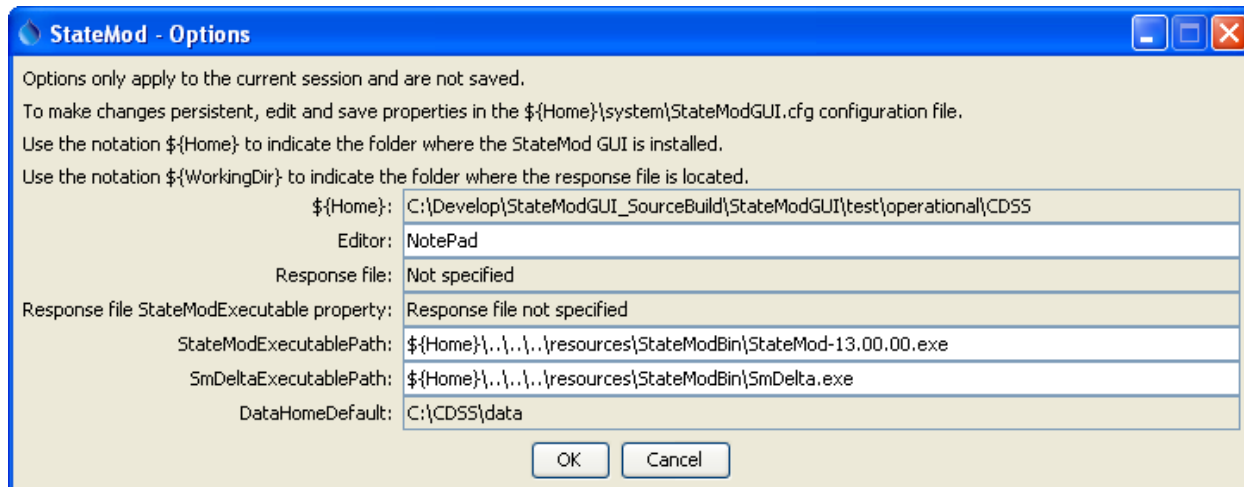 StateMod - Options
Options only apply to the current session and are not saved.
To make changes persistent, edit and save properties in the ${Home}\system\StateModGUI.cfg configuration file.
Use the notation ${Home} to indicate the folder where the StateMod GUI is installed.
Use the notation ${WorkingDir} to indicate the folder where the response file is located.
${Home}: C:\Develop\StateModGUI_SourceBuild\StateModGUI\test\operational\CDSS
Editor: NotePad
Response file: Not specified
Response file StateModExecutable property: Response file not specified
StateModExecutablePath: ${Home}\..\..\..\resources\StateModBin\StateMod-13.00.00.exe
SmDeltaExecutablePath: ${Home}\..\..\..\resources\StateModBin\SmDelta.exe
DataHomeDefault: C:\CDSS\data
OK Cancel